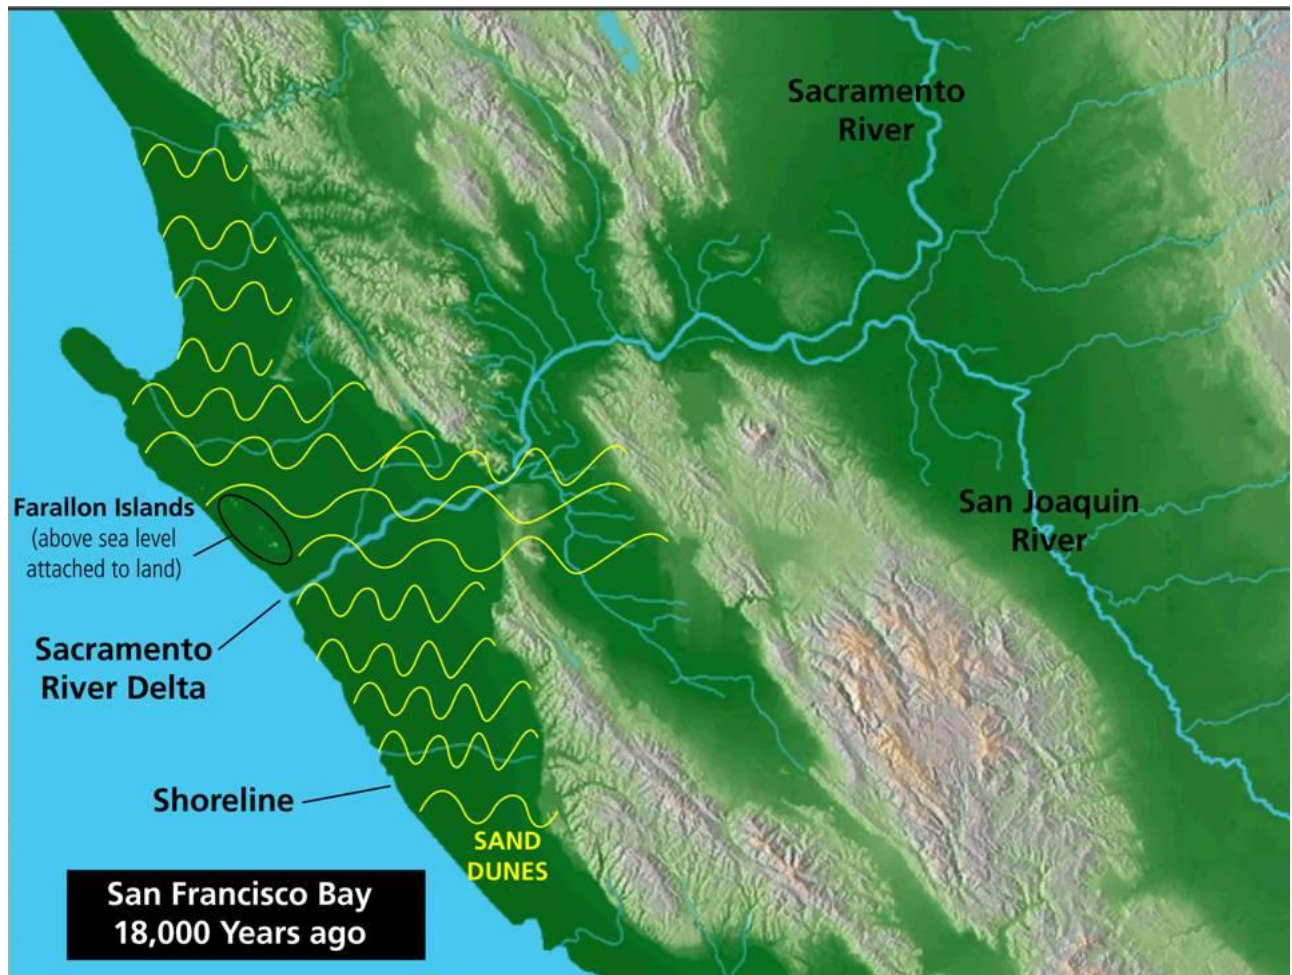 Sacramento
River
Farallon Islands
(above sea level
attached to land)
San Joaquin
River
Sacramento
River Delta
Shoreline
SAND
DUNES
San Francisco Bay
18,000 Years ago